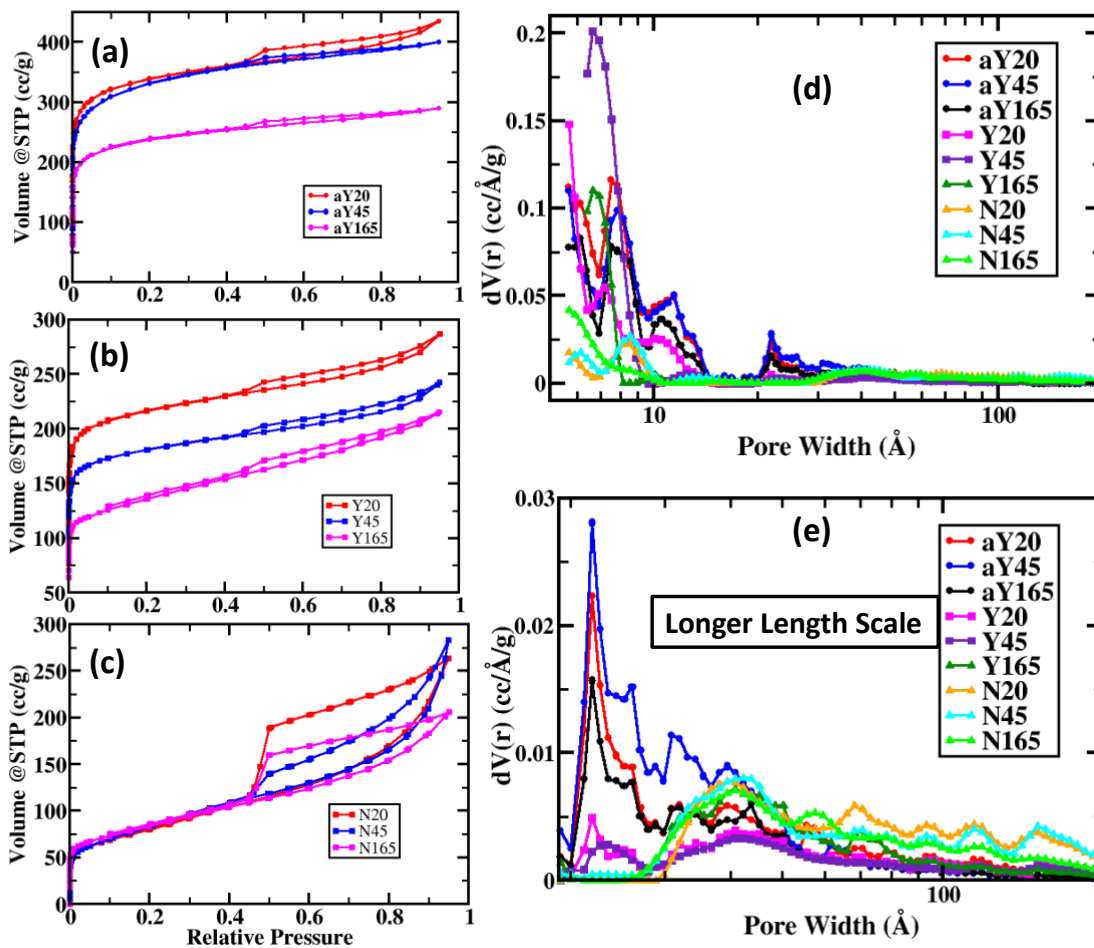 (a)
Volume @STP (cc/g)
400
300
200
100
0
aY20
aY45
aY165
0 0.2 0.4 0.6 0.8 1
(b)
Volume @STP (cc/g)
300
250
200
150
100
50
Y20
Y45
Y165
0 0.2 0.4 0.6 0.8 1
(c)
Volume @STP (cc/g)
300
250
200
150
100
50
0
N20
N45
N165
0 0.2 0.4 0.6 0.8 1
Relative Pressure
(d)
dV(r) (cc/Å/g)
0.2
0.15
0.1
0.05
0
aY20
aY45
aY165
Y20
Y45
Y165
N20
N45
N165
10 100
Pore Width (Å)
(e)
dV(r) (cc/Å/g)
0.03
0.02
0.01
0
Longer Length Scale
aY20
aY45
aY165
Y20
Y45
Y165
N20
N45
N165
100
Pore Width (Å)